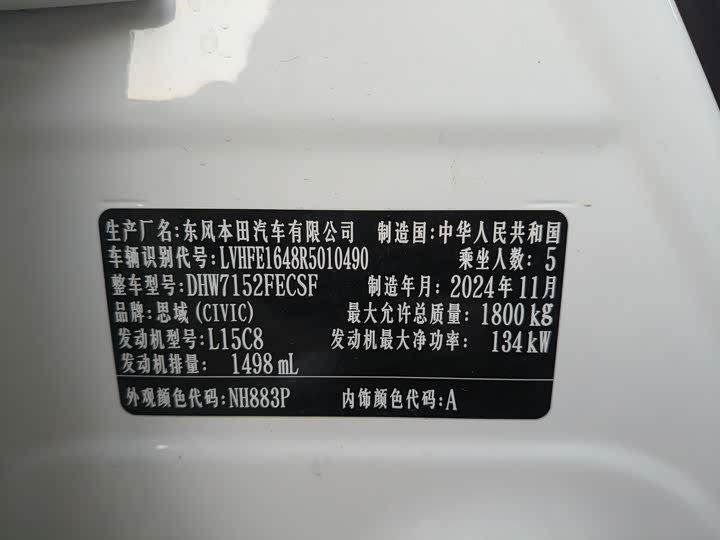 生产厂名:东风本田汽车有限公司 制造国:中华人民共和国
车辆识别代号:LVHFE1648R5010490 乘坐人数:5
整车型号:DHW7152FECSF 制造年月:2024年11月
品牌:思域(CIVIC) 最大允许总质量:1800kg
发动机型号:L15C8 发动机最大净功率:134kW
发动机排量:1498mL
外观颜色代码:NH883P 内饰颜色代码:A